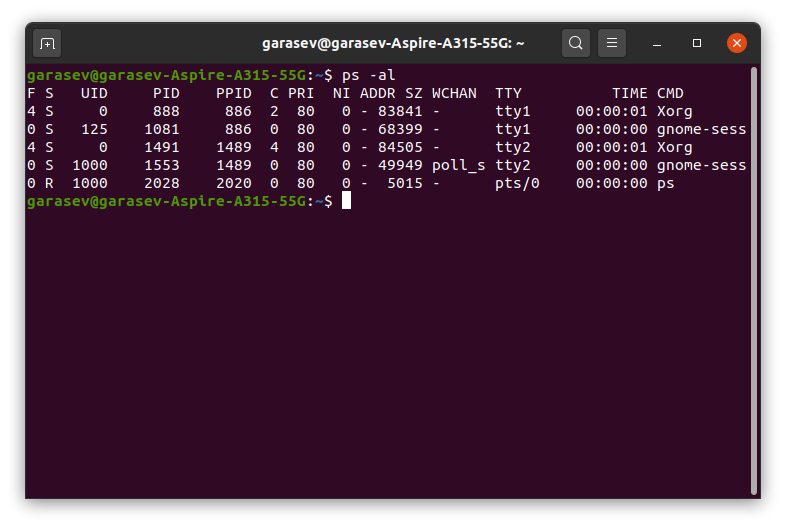 garasev@garasev-Aspire-A315-55G: ~
garasev@garasev-Aspire-A315-55G:~$ ps -al
F S   UID     PID    PPID  C PRI  NI ADDR SZ WCHAN  TTY          TIME CMD
4 S     0     888     886  2  80   0 - 83841 -      tty1     00:00:01 Xorg
0 S   125    1081     886  0  80   0 - 68399 -      tty1     00:00:00 gnome-sess
4 S     0    1491    1489  4  80   0 - 84505 -      tty2     00:00:01 Xorg
0 S  1000    1553    1489  0  80   0 - 49949 poll_s tty2     00:00:00 gnome-sess
0 R  1000    2028    2020  0  80   0 -  5015 -      pts/0    00:00:00 ps
garasev@garasev-Aspire-A315-55G:~$